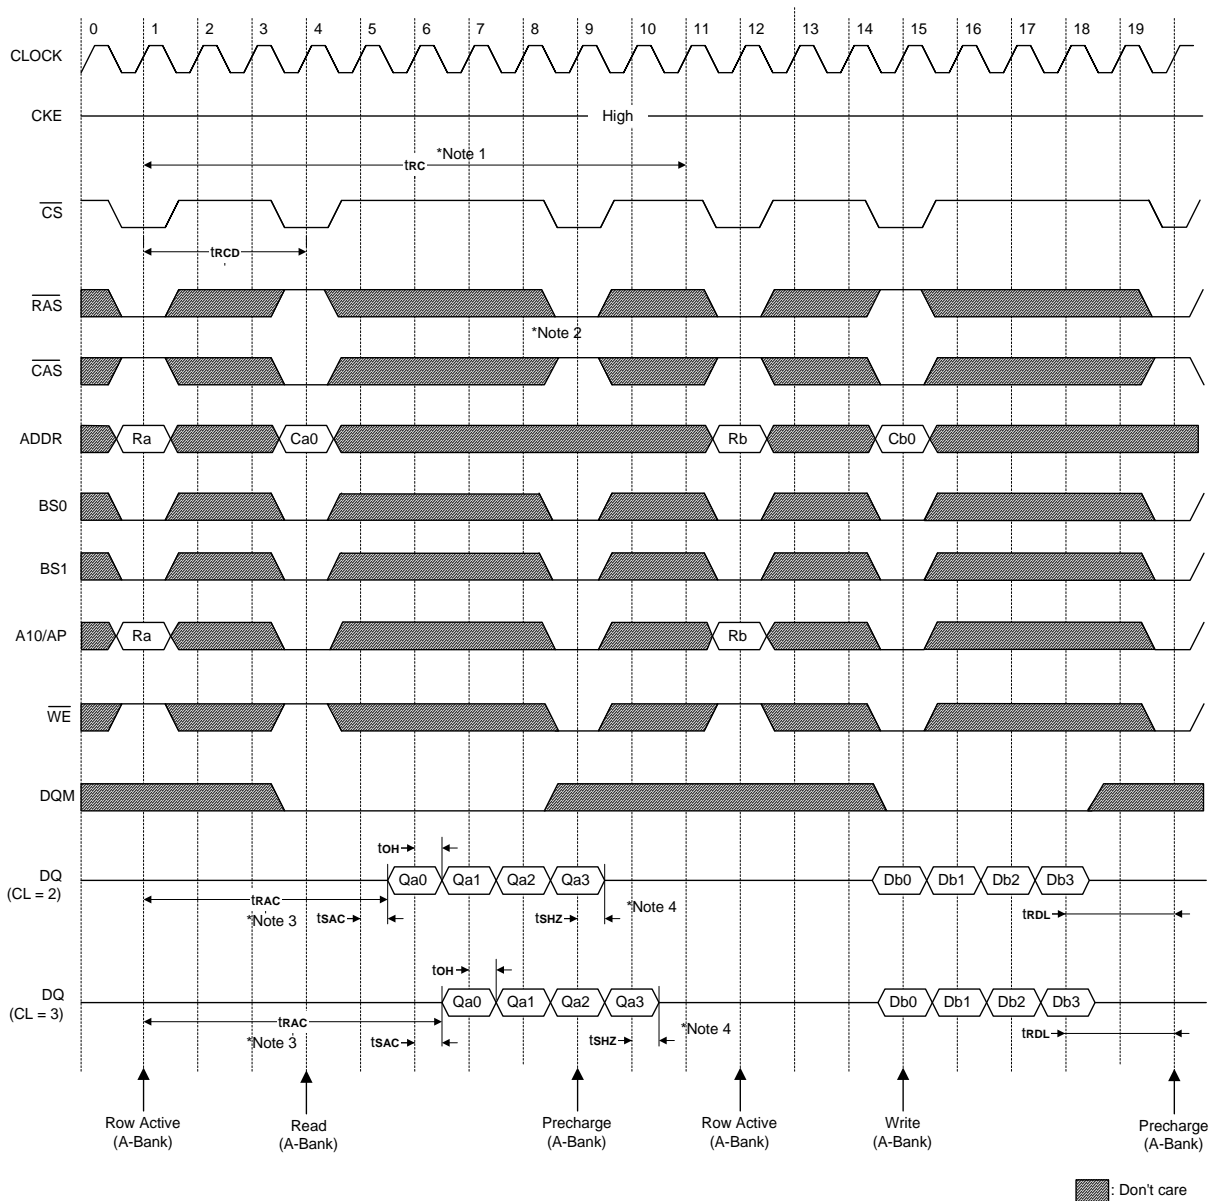 0 1 2 3 4 5 6 7 8 9 10 11 12 13 14 15 16 17 18 19
CLOCK
CKE
High
*Note 1
tRC
CS
tRCD
RAS
*Note 2
CAS
ADDR
Ra Ca0 Rb Cb0
BS0
BS1
A10/AP
Ra Rb
WE
DQM
tOH
DQ
(CL = 2)
Qa0 Qa1 Qa2 Qa3 Db0 Db1 Db2 Db3
tRAC
*Note 3
tSAC
tSHZ
*Note 4
tRDL
tOH
DQ
(CL = 3)
Qa0 Qa1 Qa2 Qa3 Db0 Db1 Db2 Db3
tRAC
*Note 3
tSAC
tSHZ
*Note 4
tRDL
Row Active
(A-Bank)
Read
(A-Bank)
Precharge
(A-Bank)
Row Active
(A-Bank)
Write
(A-Bank)
Precharge
(A-Bank)
: Don't care